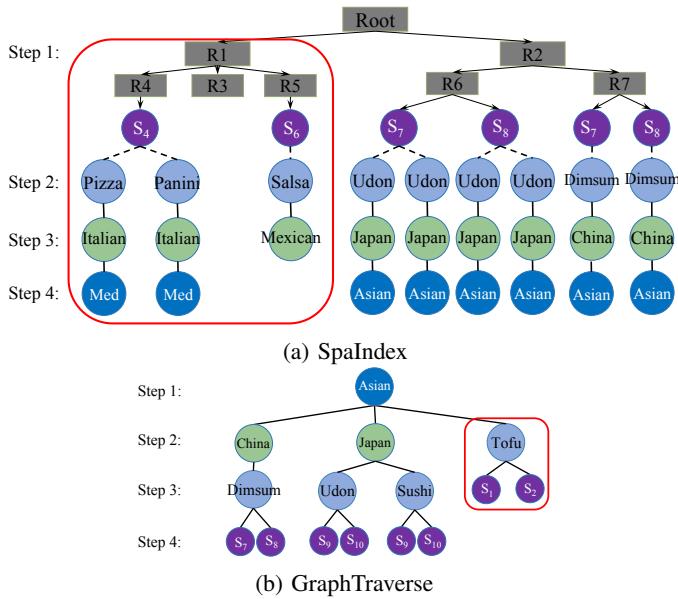 Root
Step 1:
R1
R2
R4
R3
R5
R6
R7
S4
S6
S7
S8
S7
S8
Step 2:
Pizza
Panini
Salsa
Udon
Udon
Udon
Udon
Dimsum
Dimsum
Step 3:
Italian
Italian
Mexican
Japan
Japan
Japan
Japan
China
China
Step 4:
Med
Med
Asian
Asian
Asian
Asian
Asian
Asian
(a) SpaIndex
Step 1:
Asian
Step 2:
China
Japan
Tofu
Step 3:
Dimsum
Udon
Sushi
S1
S2
Step 4:
S7
S8
S9
S10
S9
S10
(b) GraphTraverse